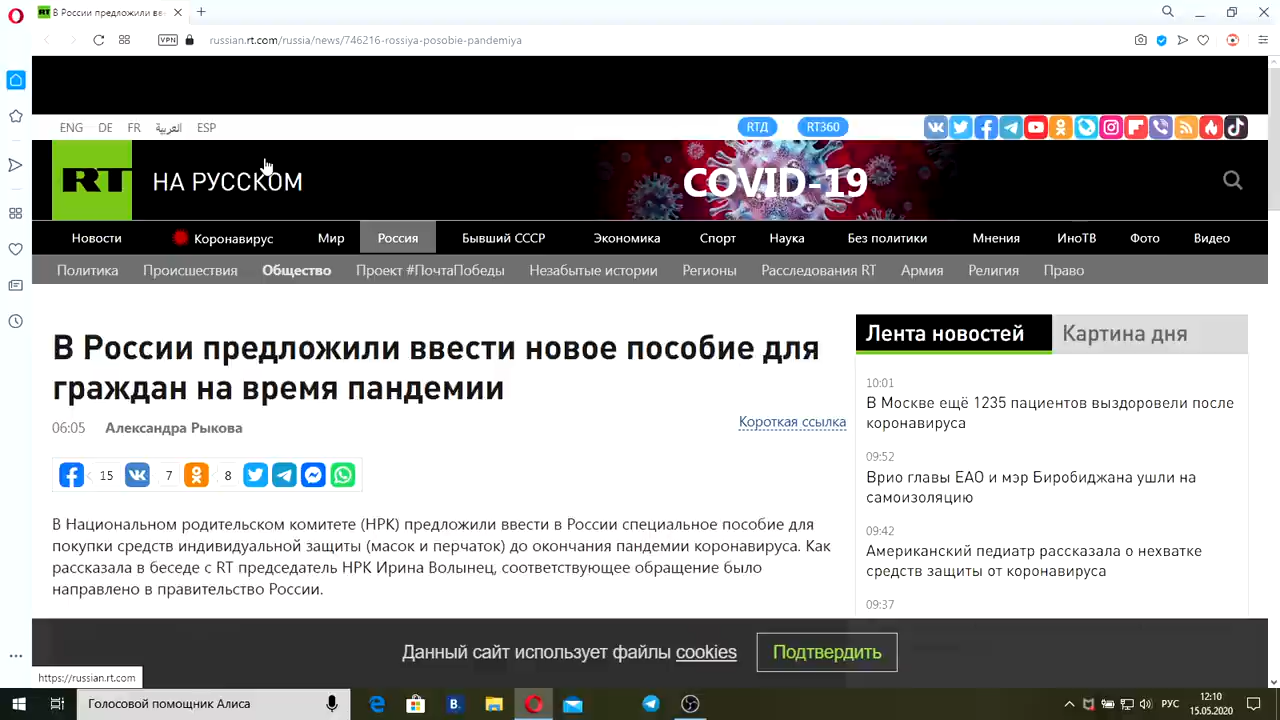 В России предложили вве
russian.rt.com/russia/news/746216-rossiya-posobie-pandemiya
VPN
ENG DE FR العربية ESP
RTД RT360
RT НА РУССКОМ
COVID-19
Новости Коронавирус Мир Россия Бывший СССР Экономика Спорт Наука Без политики Мнения ИноТВ Фото Видео
Политика Происшествия Общество Проект #ПочтаПобеды Незабытые истории Регионы Расследования RT Армия Религия Право
В России предложили ввести новое пособие для
граждан на время пандемии
06:05 Александра Рыкова
Короткая ссылка
15 7 8
В Национальном родительском комитете (НРК) предложили ввести в России специальное пособие для
покупки средств индивидуальной защиты (масок и перчаток) до окончания пандемии коронавируса. Как
рассказала в беседе с RT председатель НРК Ирина Волынец, соответствующее обращение было
направлено в правительство России.
Лента новостей Картина дня
10:01
В Москве ещё 1235 пациентов выздоровели после
коронавируса
09:52
Врио главы ЕАО и мэр Биробиджана ушли на
самоизоляцию
09:42
Американский педиатр рассказала о нехватке
средств защиты от коронавируса
09:37
Данный сайт использует файлы cookies Подтвердить
https://russian.rt.com
Голосовой помощник Алиса
РУС
12:10
15.05.2020